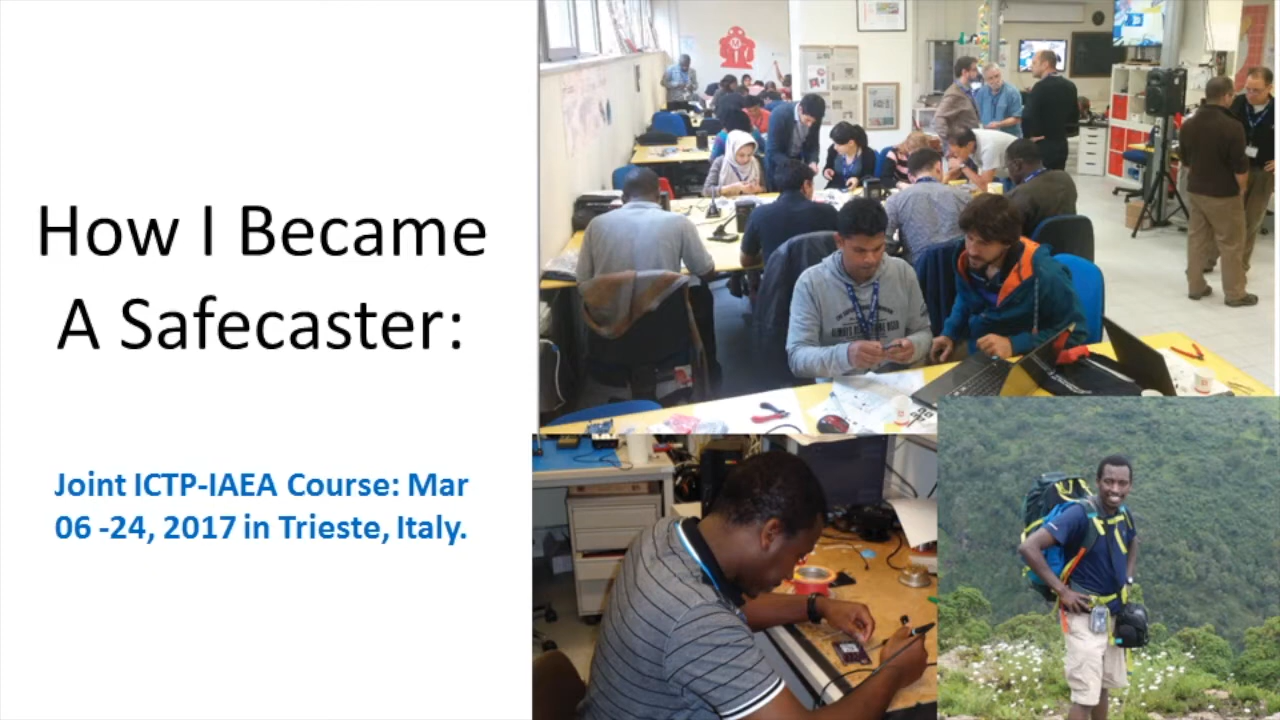 How I Became
A Safecaster:
Joint ICTP-IAEA Course: Mar
06 -24, 2017 in Trieste, Italy.